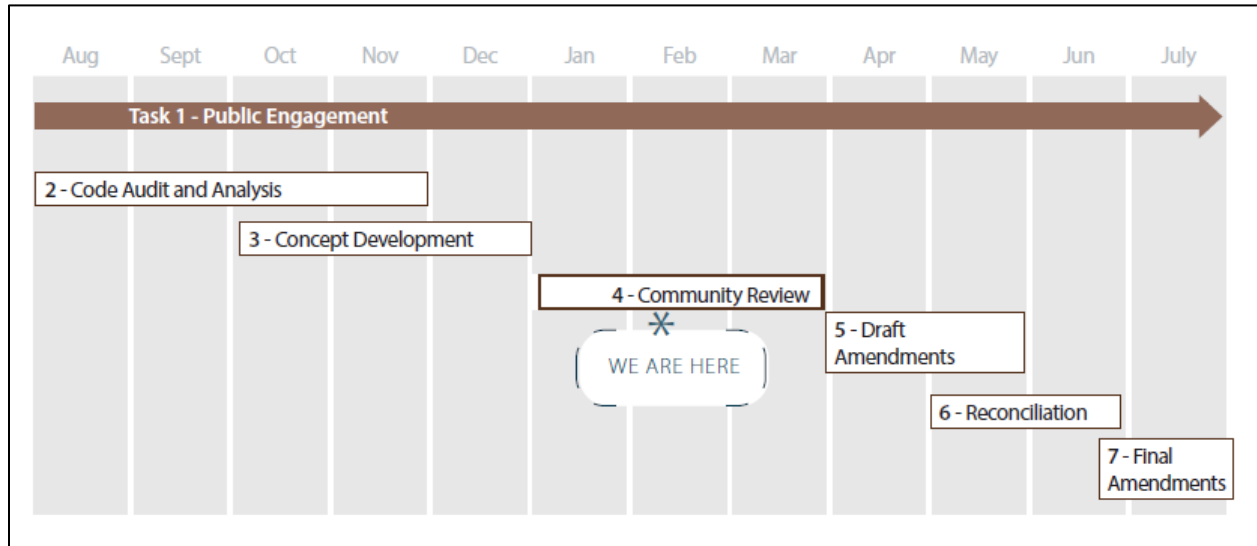 Aug Sept Oct Nov Dec Jan Feb Mar Apr May Jun July
Task 1 - Public Engagement
2 - Code Audit and Analysis
3 - Concept Development
4 - Community Review
WE ARE HERE
5 - Draft
Amendments
6 - Reconciliation
7 - Final
Amendments